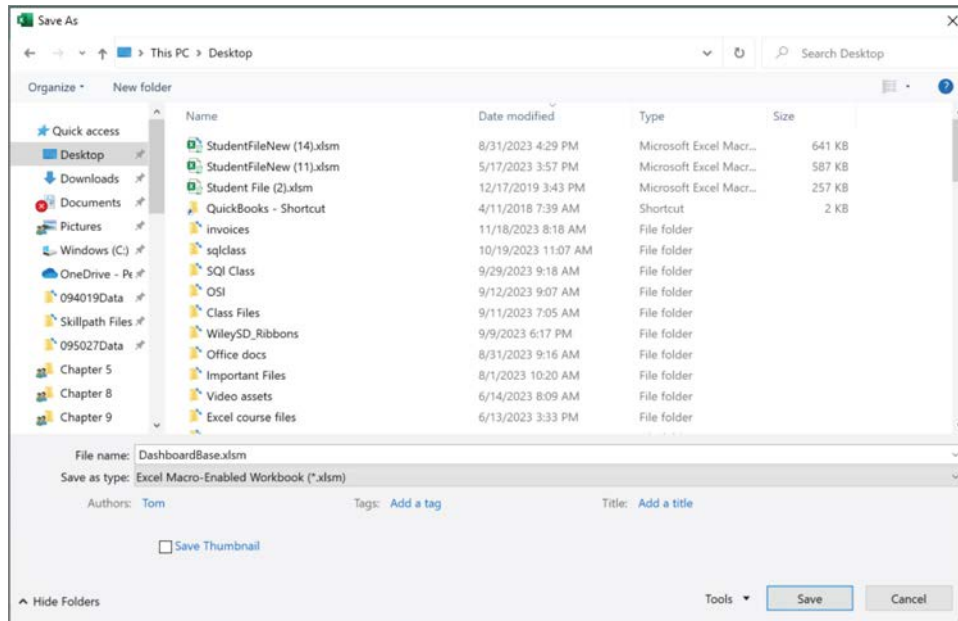 Save As
This PC > Desktop
Search Desktop
Organize
New folder
Name Date modified Type Size
Quick access
Desktop
Downloads
Documents
Pictures
Windows (C:)
OneDrive - Pe
094019Data
Skillpath Files
095027Data
Chapter 5
Chapter 8
Chapter 9
StudentFileNew (14).xlsm 8/31/2023 4:29 PM Microsoft Excel Macr... 641 KB
StudentFileNew (11).xlsm 5/17/2023 3:57 PM Microsoft Excel Macr... 587 KB
Student File (2).xlsm 12/17/2019 3:43 PM Microsoft Excel Macr... 257 KB
QuickBooks - Shortcut 4/11/2018 7:39 AM Shortcut 2 KB
invoices 11/18/2023 8:18 AM File folder
sqlclass 10/19/2023 11:07 AM File folder
SQl Class 9/29/2023 9:18 AM File folder
OSI 9/12/2023 9:07 AM File folder
Class Files 9/11/2023 7:05 AM File folder
WileySD_Ribbons 9/9/2023 6:17 PM File folder
Office docs 8/31/2023 9:16 AM File folder
Important Files 8/1/2023 10:20 AM File folder
Video assets 6/14/2023 8:09 AM File folder
Excel course files 6/13/2023 3:33 PM File folder
File name: DashboardBase.xlsm
Save as type: Excel Macro-Enabled Workbook (*.xlsm)
Authors: Tom Tags: Add a tag Title: Add a title
Save Thumbnail
Hide Folders Tools Save Cancel